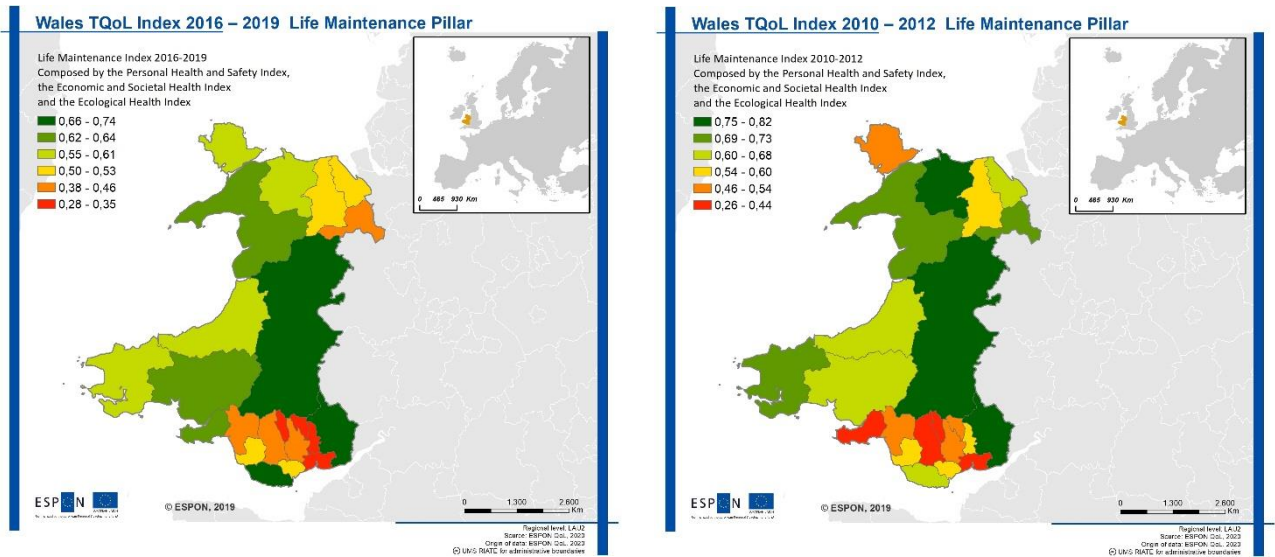 Wales TQoL Index 2016 – 2019 Life Maintenance Pillar
Life Maintenance Index 2016-2019
Composed by the Personal Health and Safety Index,
the Economic and Societal Health Index
and the Ecological Health Index
0,66 - 0,74
0,62 - 0,64
0,55 - 0,61
0,50 - 0,53
0,38 - 0,46
0,28 - 0,35
0 465 930 Km
ESPON
© ESPON, 2019
0 1.300 2.600
Km
Regional level: LAU2
Source: ESPON QoL, 2023
Origin of data: ESPON QoL, 2023
UMS RIATE for administrative boundaries
Wales TQoL Index 2010 – 2012 Life Maintenance Pillar
Life Maintenance Index 2010-2012
Composed by the Personal Health and Safety Index,
the Economic and Societal Health Index
and the Ecological Health Index
0,75 - 0,82
0,69 - 0,73
0,60 - 0,68
0,54 - 0,60
0,46 - 0,54
0,26 - 0,44
0 465 930 Km
ESPON
© ESPON, 2019
0 1.300 2.600
Km
Regional level: LAU2
Source: ESPON QoL, 2023
Origin of data: ESPON QoL, 2023
UMS RIATE for administrative boundaries